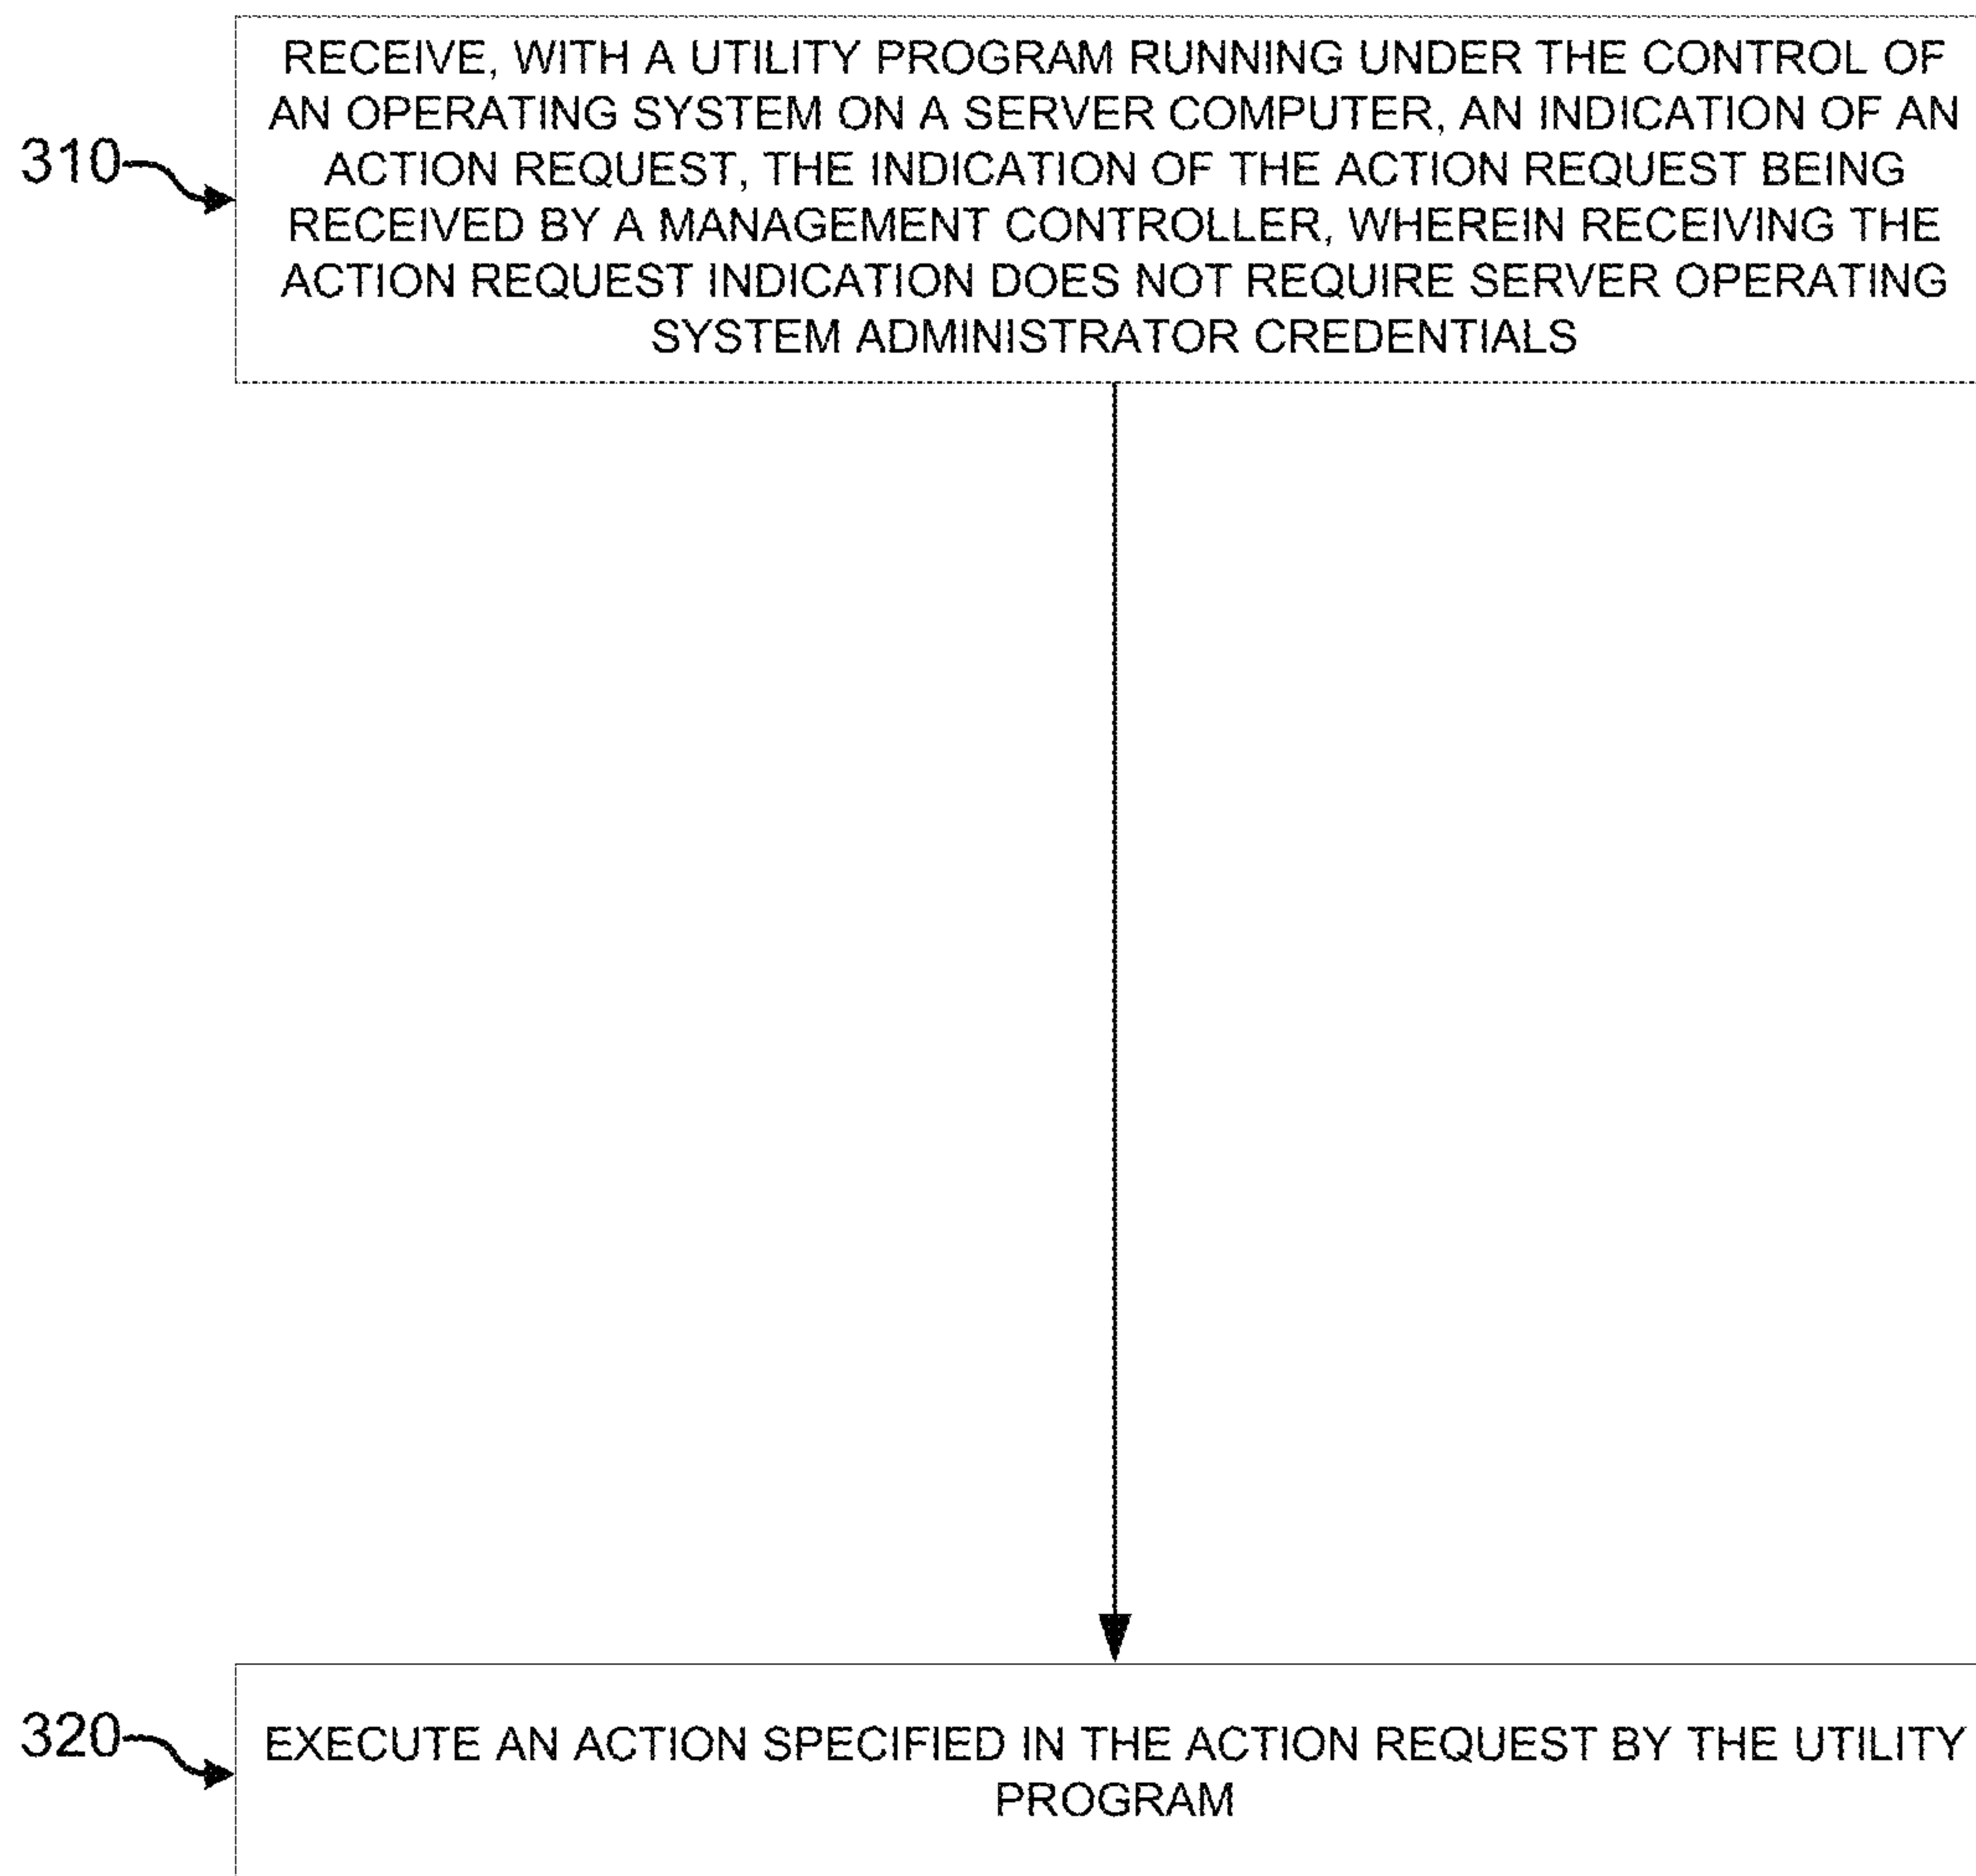 RECEIVE, WITH A UTILITY PROGRAM RUNNING UNDER THE CONTROL OF
AN OPERATING SYSTEM ON A SERVER COMPUTER, AN INDICATION OF AN
310
ACTION REQUEST, THE INDICATION OF THE ACTION REQUEST BEING
RECEIVED BY A MANAGEMENT CONTROLLER, WHEREIN RECEIVING THE
ACTION REQUEST INDICATION DOES NOT REQUIRE SERVER OPERATING
SYSTEM ADMINISTRATOR CREDENTIALS
320
EXECUTE AN ACTION SPECIFIED IN THE ACTION REQUEST BY THE UTILITY
PROGRAM